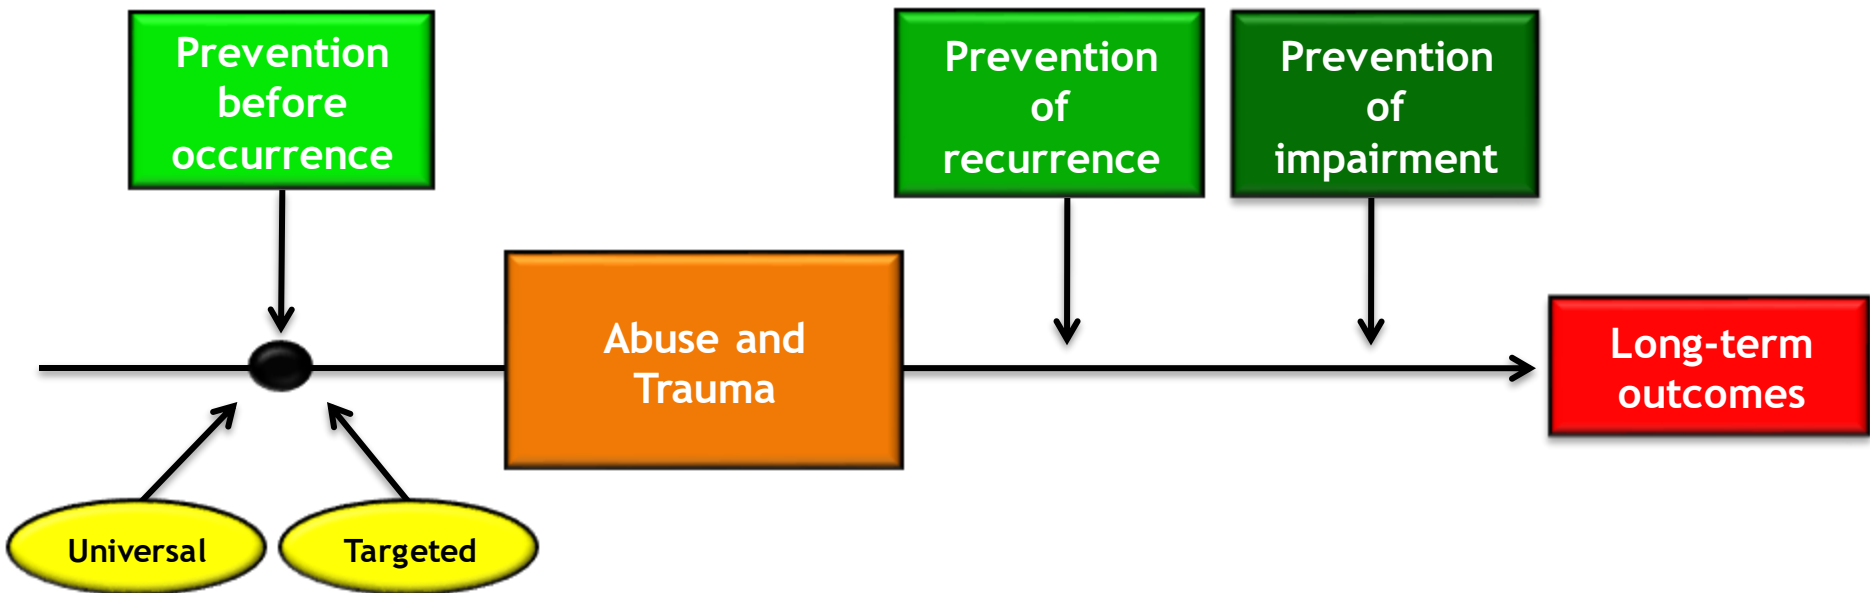 Prevention
before
occurrence
Prevention
of
recurrence
Prevention
of
impairment
Abuse and
Trauma
Long-term
outcomes
Universal
Targeted